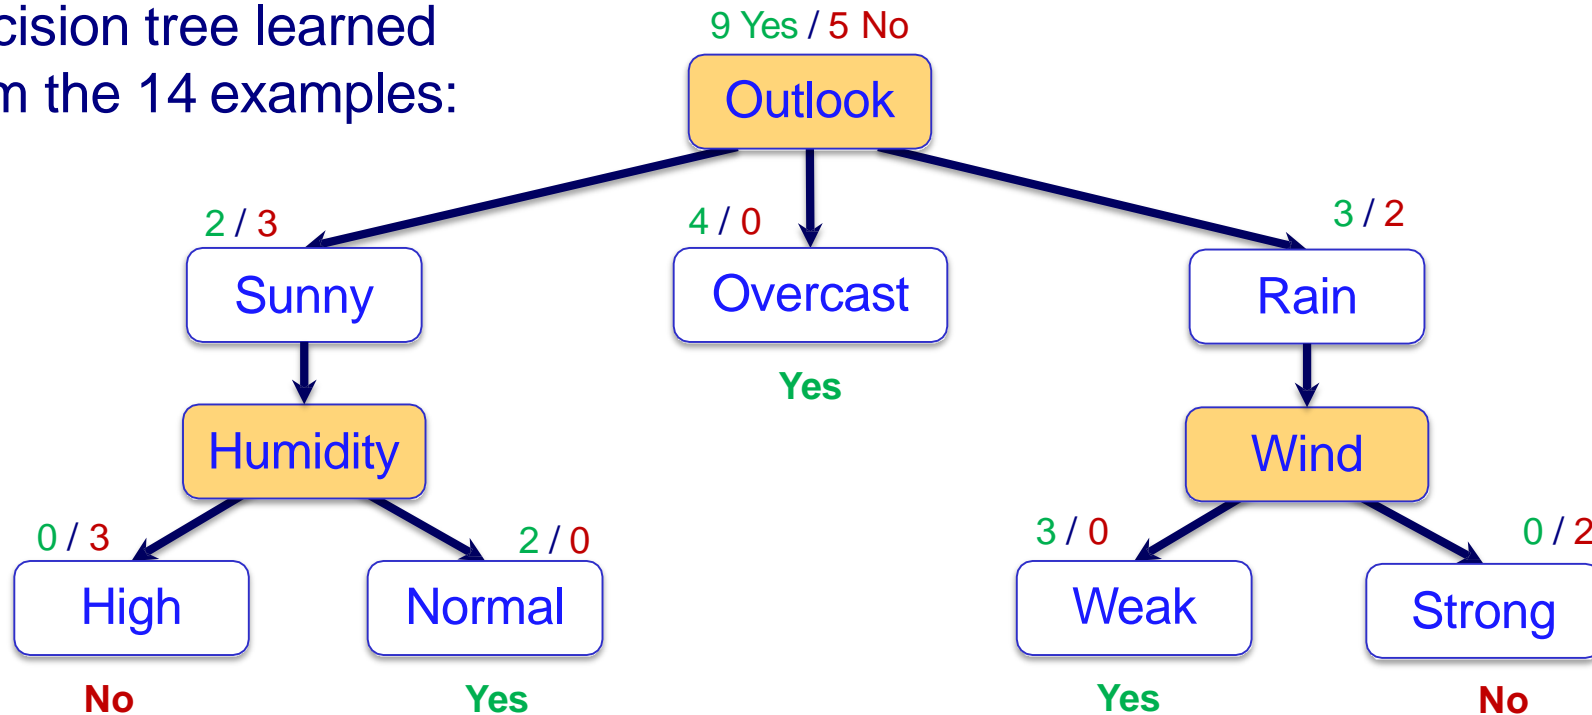 cision tree learned
m the 14 examples:
9 Yes / 5 No
Outlook
2 / 3
4 / 0
3 / 2
Sunny
Overcast
Rain
Yes
Humidity
Wind
0 / 3
2 / 0
3 / 0
0 / 2
High
Normal
Weak
Strong
No
Yes
Yes
No